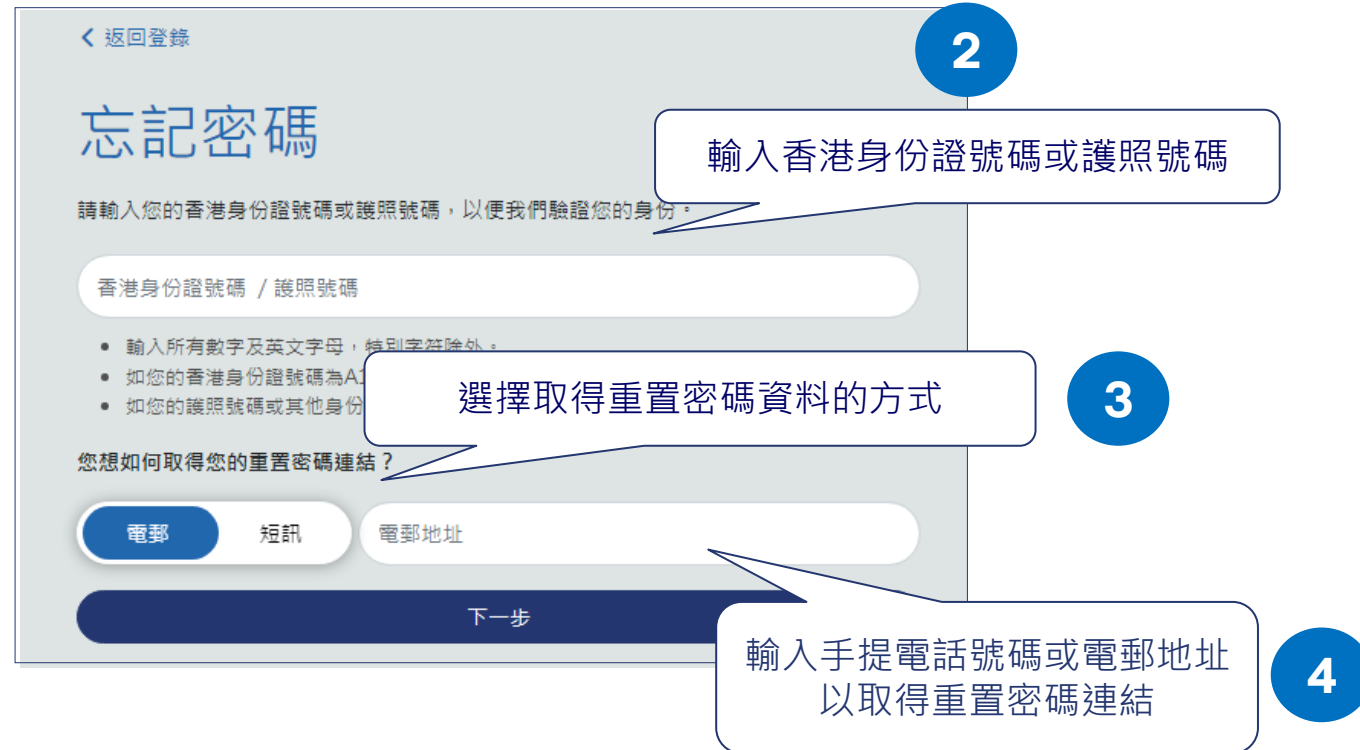 返回登錄
2
忘記密碼
輸入香港身份證號碼或護照號碼
請輸入您的香港身份證號碼或護照號碼，以便我們驗證您的身份。
香港身份證號碼 / 護照號碼
輸入所有數字及英文字母，特別字符除外。
如您的香港身份證號碼為A
如您的護照號碼或其他身份
選擇取得重置密碼資料的方式
3
您想如何取得您的重置密碼連結？
電郵 短訊 電郵地址
下一步
輸入手提電話號碼或電郵地址
以取得重置密碼連結
4